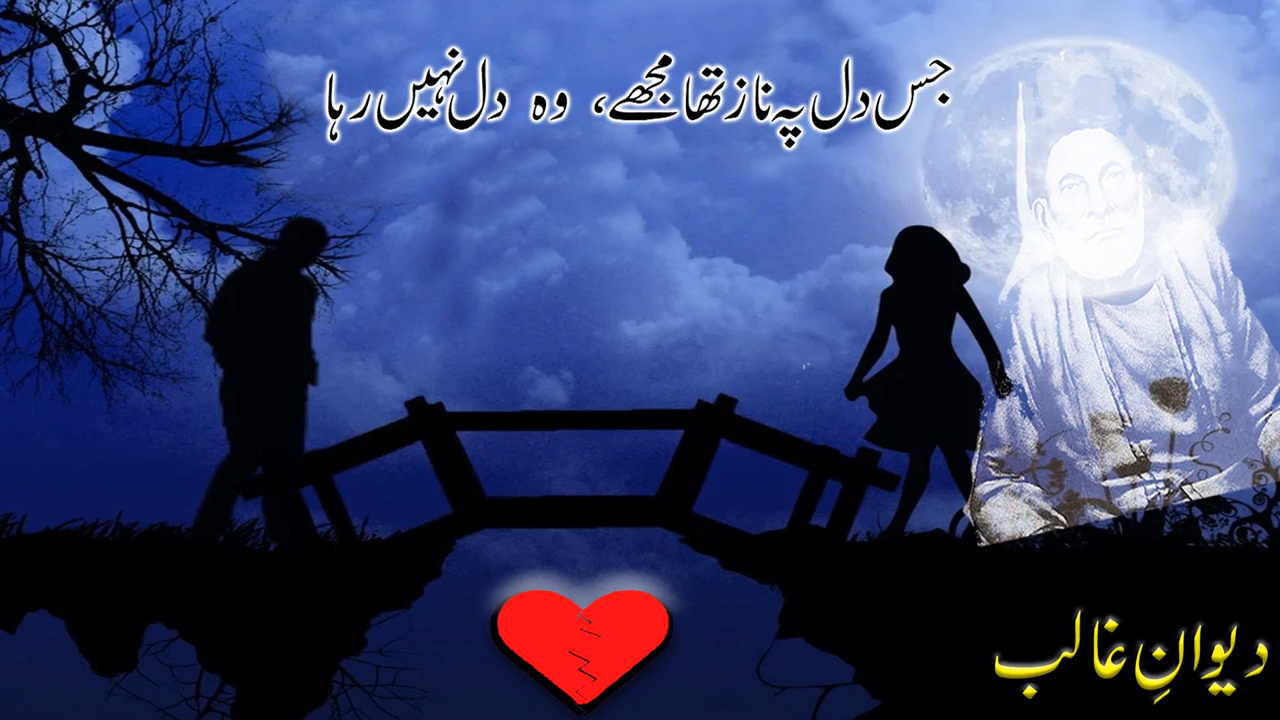 جس دل پہ ناز تھا مجھے، وہ دل نہیں رہا
دیوانِ غالب